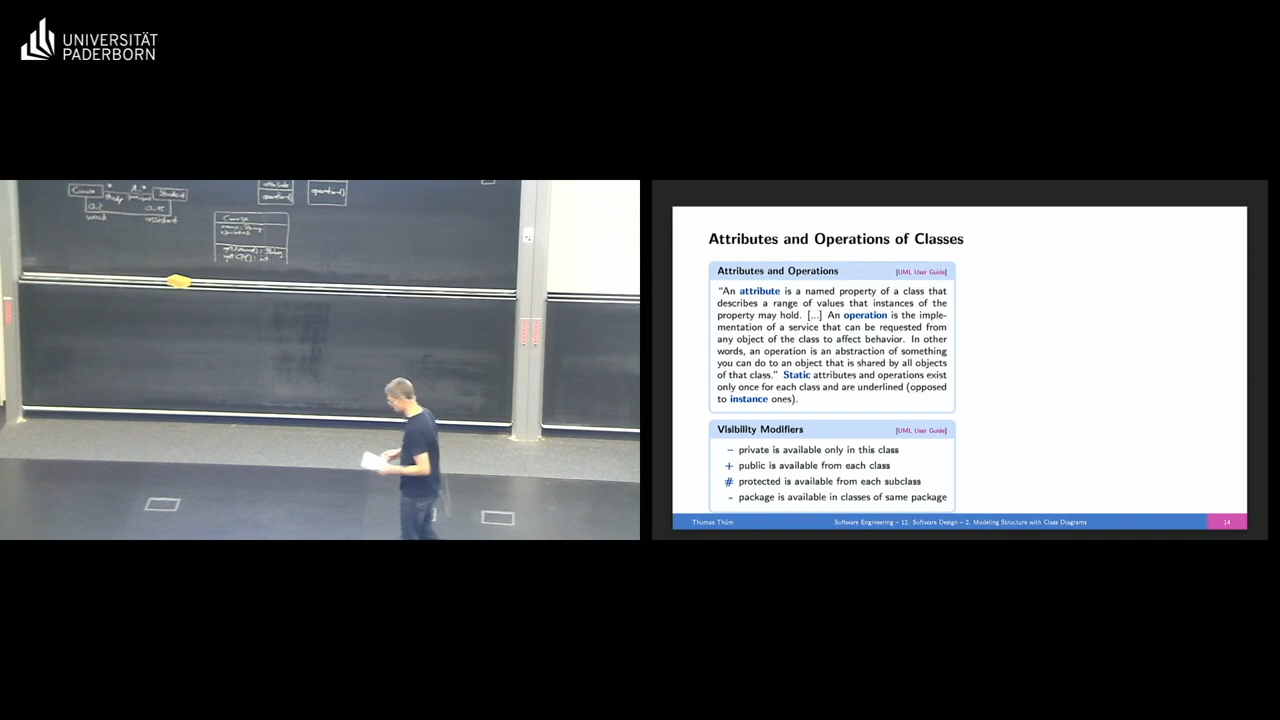 UNIVERSITÄT
PADERBORN
Course
Student
operation()
Course
Attributes and Operations of Classes
Attributes and Operations [UML User Guide]
“An attribute is a named property of a class that
describes a range of values that instances of the
property may hold. [...] An operation is the imple-
mentation of a service that can be requested from
any object of the class to affect behavior. In other
words, an operation is an abstraction of something
you can do to an object that is shared by all objects
of that class.” Static attributes and operations exist
only once for each class and are underlined (opposed
to instance ones).
Visibility Modifiers [UML User Guide]
− private is available only in this class
+ public is available from each class
# protected is available from each subclass
~ package is available in classes of same package
Thomas Thüm Software Engineering – 12. Software Design – 2. Modeling Structure with Class Diagrams 14